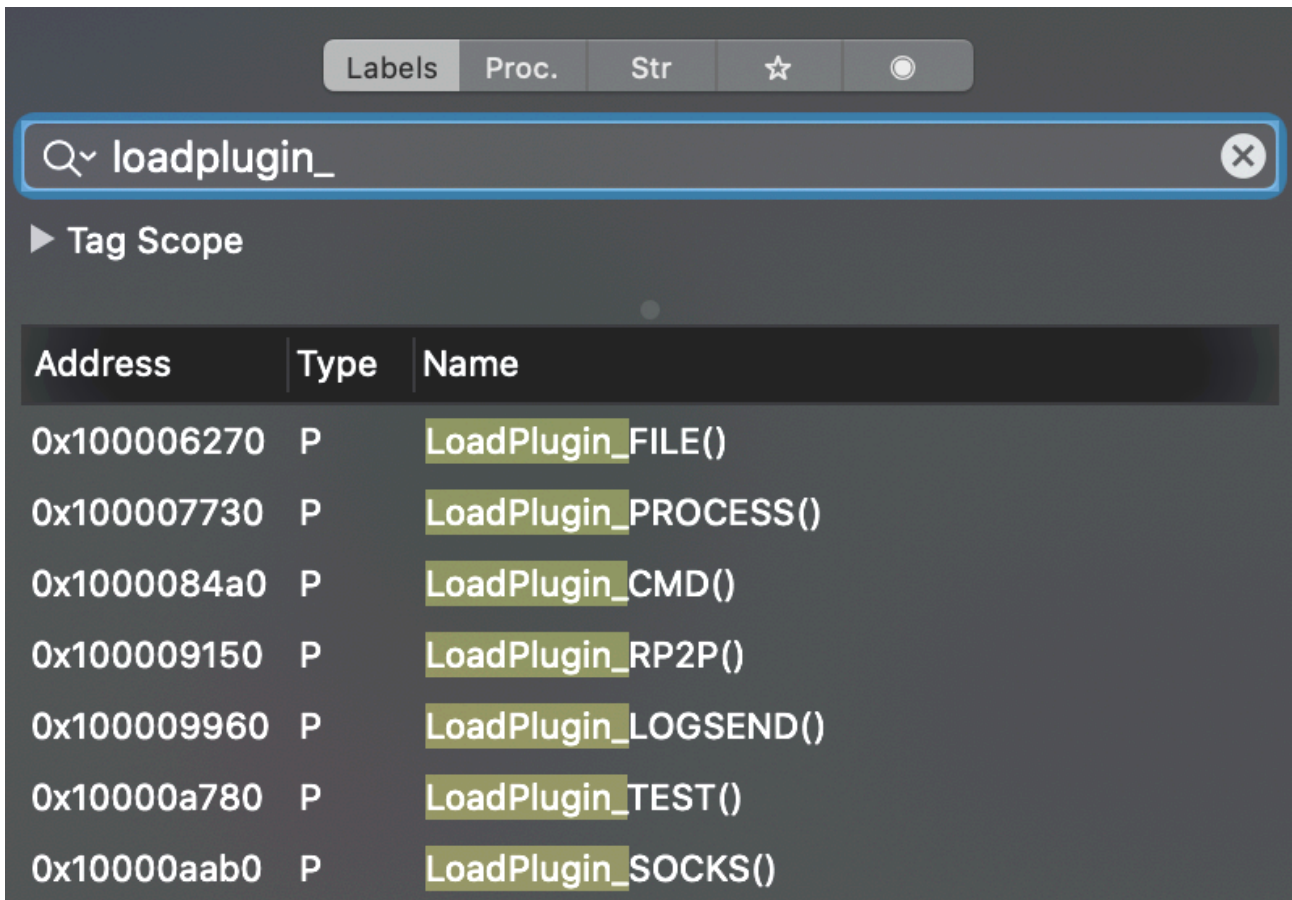 Labels Proc. Str
loadplugin_
Tag Scope
Address Type Name
0x100006270 P LoadPlugin_FILE()
0x100007730 P LoadPlugin_PROCESS()
0x1000084a0 P LoadPlugin_CMD()
0x100009150 P LoadPlugin_RP2P()
0x100009960 P LoadPlugin_LOGSEND()
0x10000a780 P LoadPlugin_TEST()
0x10000aab0 P LoadPlugin_SOCKS()